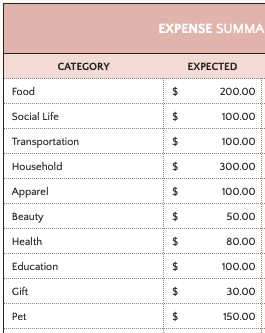 EXPENSE SUMMA
CATEGORY EXPECTED
Food $ 200.00
Social Life $ 100.00
Transportation $ 100.00
Household $ 300.00
Apparel $ 100.00
Beauty $ 50.00
Health $ 80.00
Education $ 100.00
Gift $ 30.00
Pet $ 150.00